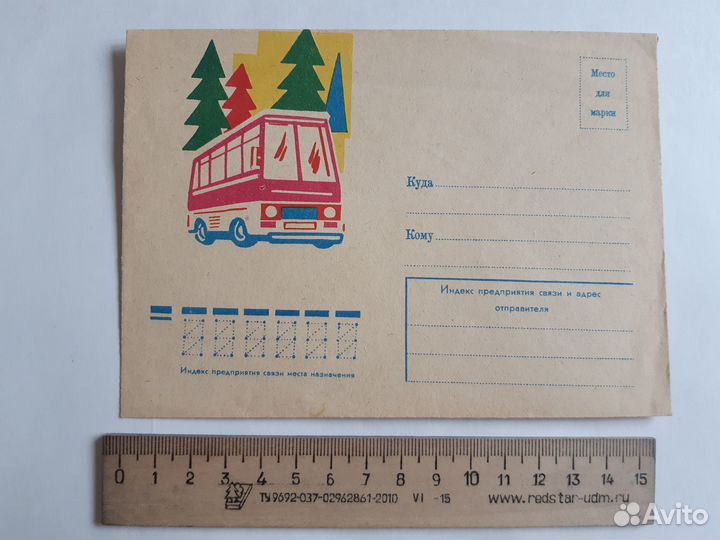 Место
для
марки
Куда
Кому
Индекс предприятия связи и адрес
отправителя
Индекс предприятия связи места назначения
0 1 2 3 4 5 6 7 8 9 10 11 12 13 14 15
ТУ9692-037-02962861-2010 VI -15 www.redstar-udm.ru
Avito